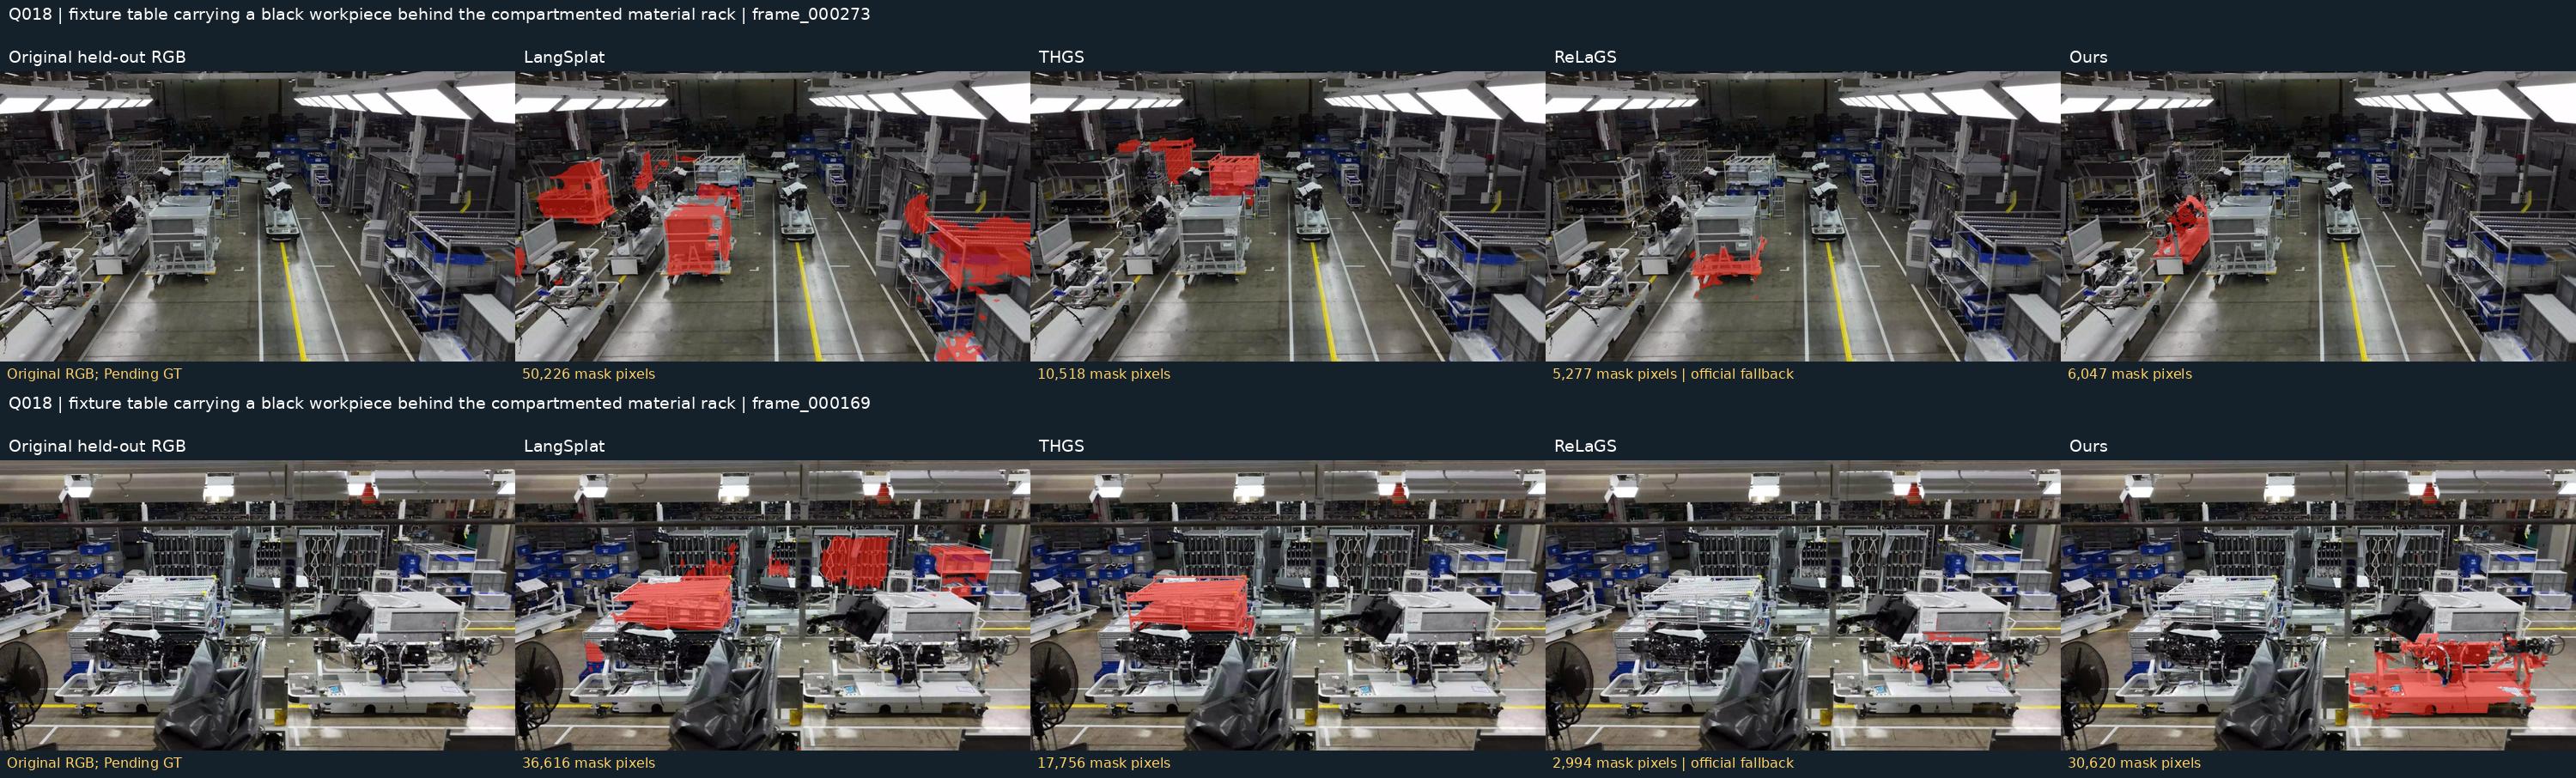 Q018 | fixture table carrying a black workpiece behind the compartmented material rack | frame_000273
Original held-out RGB
LangSplat
THGS
ReLaGS
Ours
Original RGB; Pending GT
50,226 mask pixels
10,518 mask pixels
5,277 mask pixels | official fallback
6,047 mask pixels
Q018 | fixture table carrying a black workpiece behind the compartmented material rack | frame_000169
Original held-out RGB
LangSplat
THGS
ReLaGS
Ours
Original RGB; Pending GT
36,616 mask pixels
17,756 mask pixels
2,994 mask pixels | official fallback
30,620 mask pixels